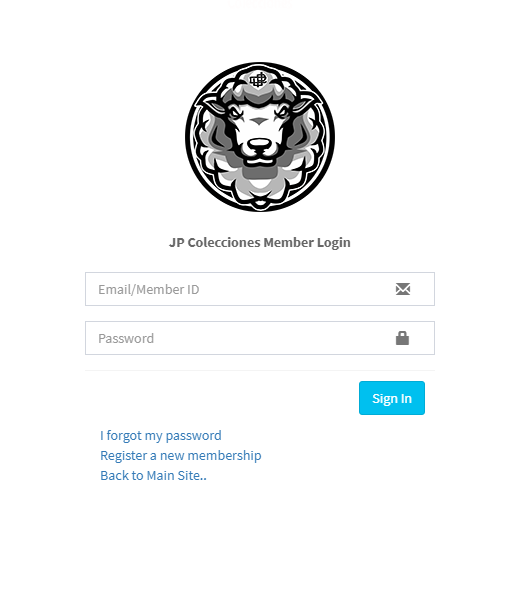 JP Colecciones Member Login
Email/Member ID
Password
Sign In
I forgot my password
Register a new membership
Back to Main Site..